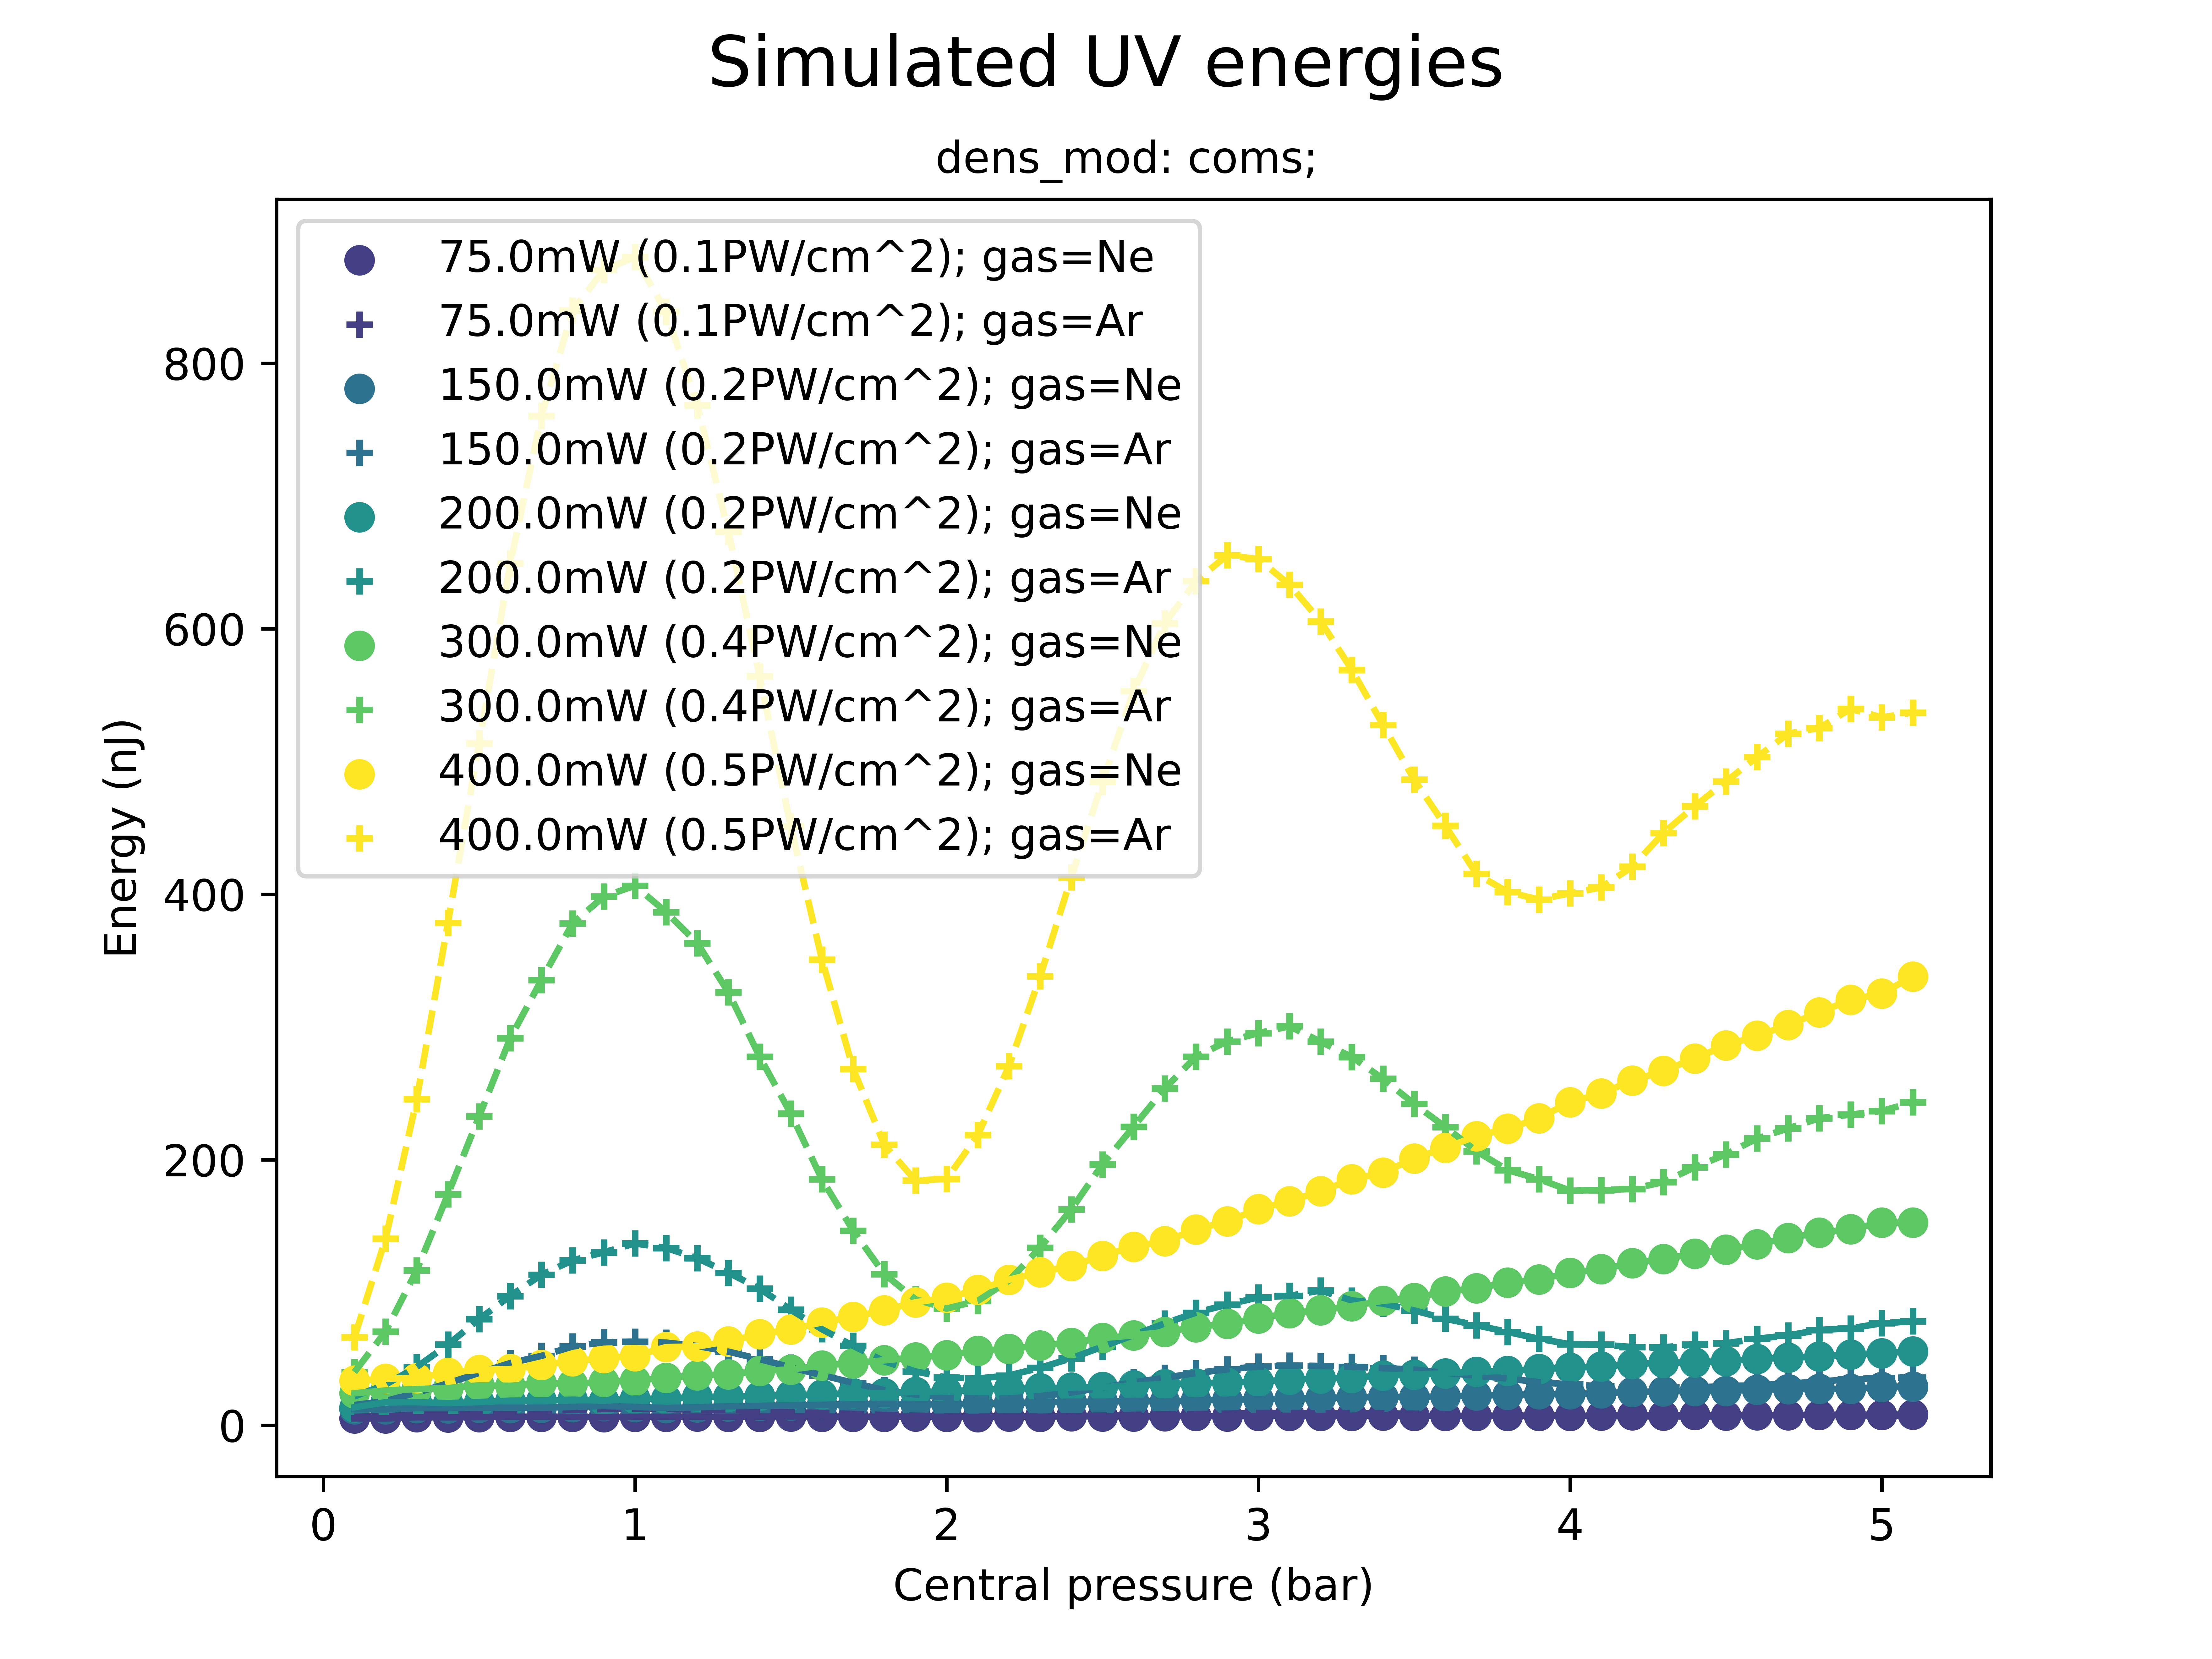 Simulated UV energies
dens_mod: coms;
75.0mW (0.1PW/cm^2); gas=Ne
75.0mW (0.1PW/cm^2); gas=Ar
150.0mW (0.2PW/cm^2); gas=Ne
150.0mW (0.2PW/cm^2); gas=Ar
200.0mW (0.2PW/cm^2); gas=Ne
200.0mW (0.2PW/cm^2); gas=Ar
300.0mW (0.4PW/cm^2); gas=Ne
300.0mW (0.4PW/cm^2); gas=Ar
400.0mW (0.5PW/cm^2); gas=Ne
400.0mW (0.5PW/cm^2); gas=Ar
800
600
400
200
0
Energy (nJ)
0 1 2 3 4 5
Central pressure (bar)